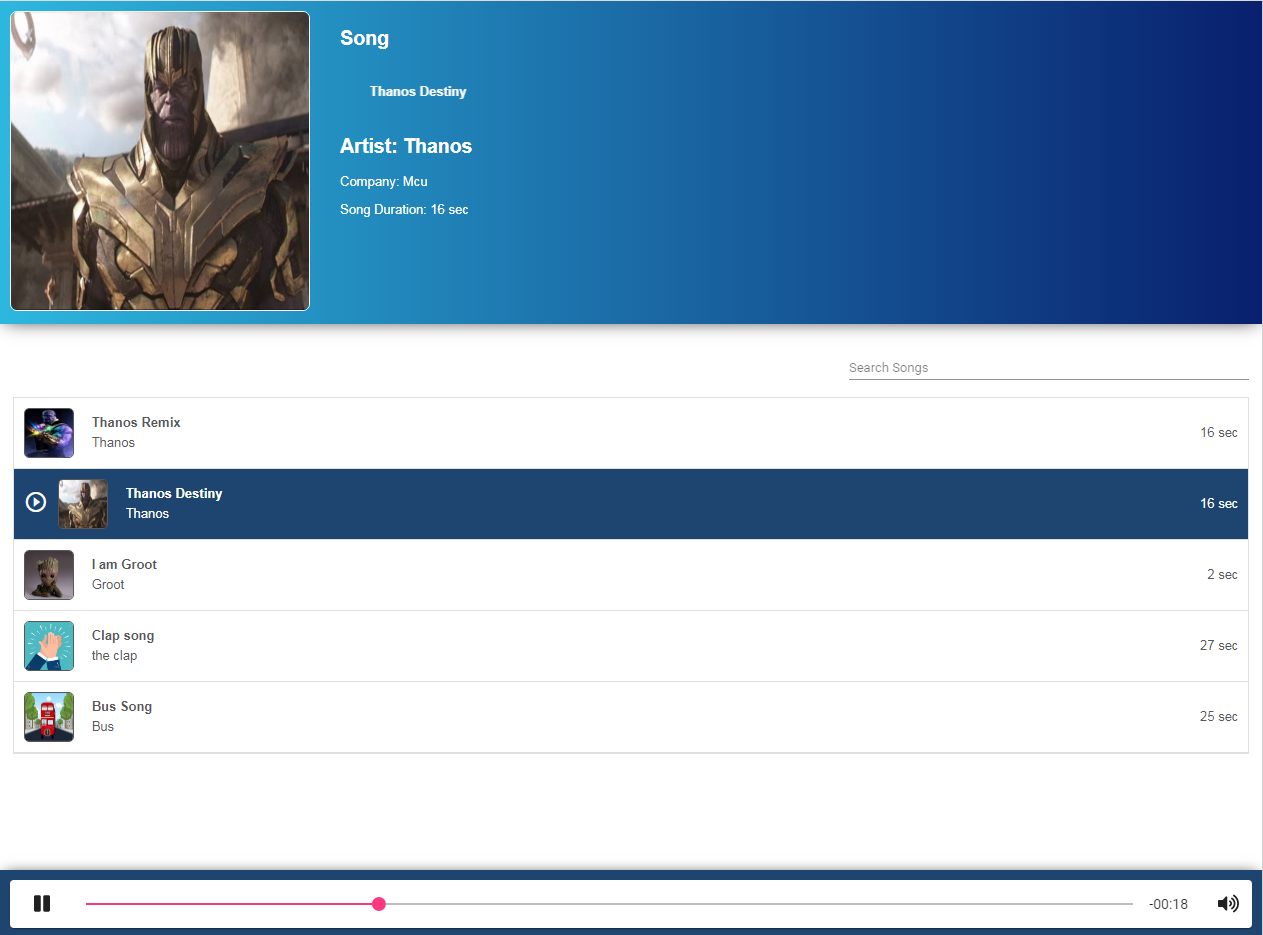 Song
Thanos Destiny
Artist: Thanos
Company: Mcu
Song Duration: 16 sec
Search Songs
Thanos Remix
Thanos
16 sec
Thanos Destiny
Thanos
16 sec
I am Groot
Groot
2 sec
Clap song
the clap
27 sec
Bus Song
Bus
25 sec
-00:18